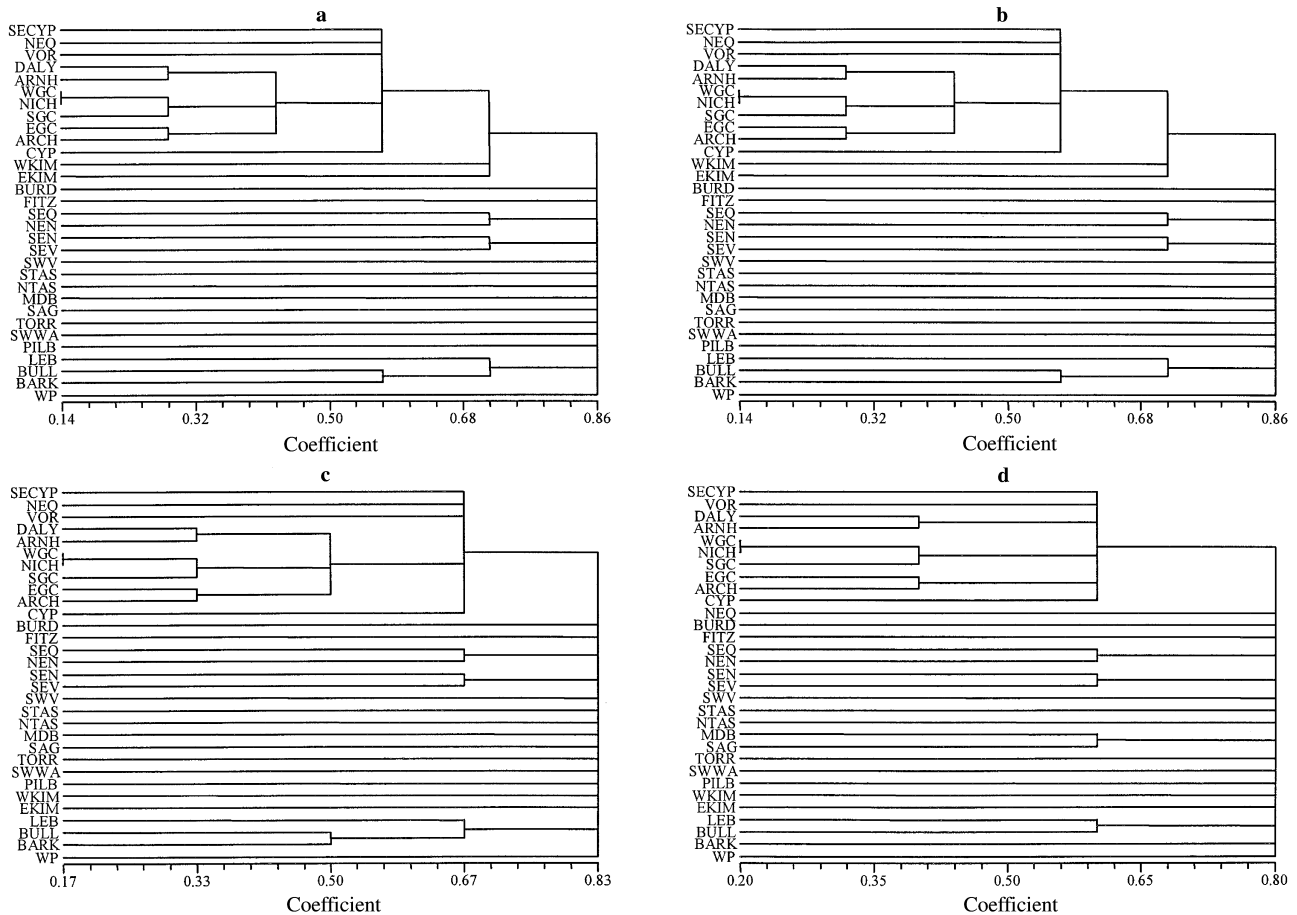 a
SECYP
NEQ
VOR
DALY
ARNH
WGC
NICH
SGC
EGC
ARCH
CYP
WKIM
EKIM
BURD
FITZ
SEQ
NEN
SEN
SEV
SWV
STAS
NTAS
MDB
SAG
TORR
SWWA
PILB
LEB
BULL
BARK
WP
0.14 0.32 0.50 0.68 0.86
Coefficient
b
SECYP
NEQ
VOR
DALY
ARNH
WGC
NICH
SGC
EGC
ARCH
CYP
WKIM
EKIM
BURD
FITZ
SEQ
NEN
SEN
SEV
SWV
STAS
NTAS
MDB
SAG
TORR
SWWA
PILB
LEB
BULL
BARK
WP
0.14 0.32 0.50 0.68 0.86
Coefficient
c
SECYP
NEQ
VOR
DALY
ARNH
WGC
NICH
SGC
EGC
ARCH
CYP
BURD
FITZ
SEQ
NEN
SEN
SEV
SWV
STAS
NTAS
MDB
SAG
TORR
SWWA
PILB
WKIM
EKIM
LEB
BULL
BARK
WP
0.17 0.33 0.50 0.67 0.83
Coefficient
d
SECYP
VOR
DALY
ARNH
WGC
NICH
SGC
EGC
ARCH
CYP
NEQ
BURD
FITZ
SEQ
NEN
SEN
SEV
SWV
STAS
NTAS
MDB
SAG
TORR
SWWA
PILB
WKIM
EKIM
LEB
BULL
BARK
WP
0.20 0.35 0.50 0.65 0.80
Coefficient